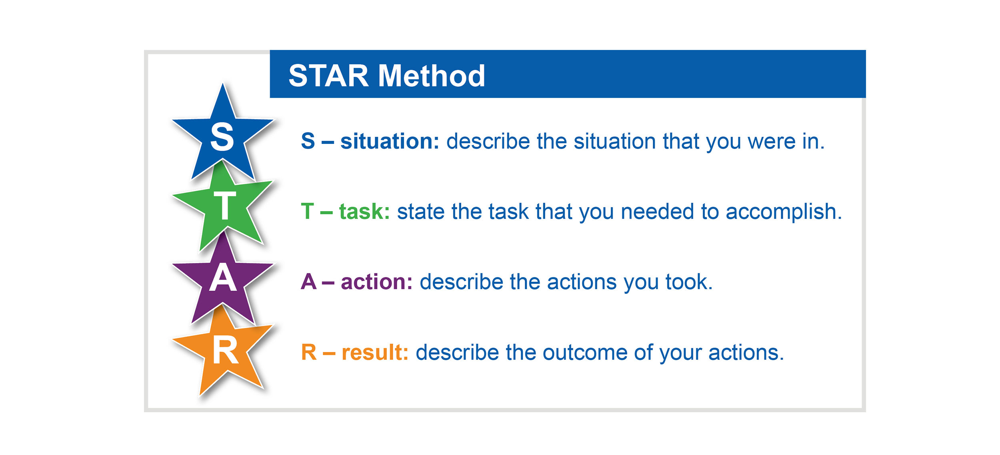 STAR Method
S
S – situation: describe the situation that you were in.
T
T – task: state the task that you needed to accomplish.
A
A – action: describe the actions you took.
R
R – result: describe the outcome of your actions.